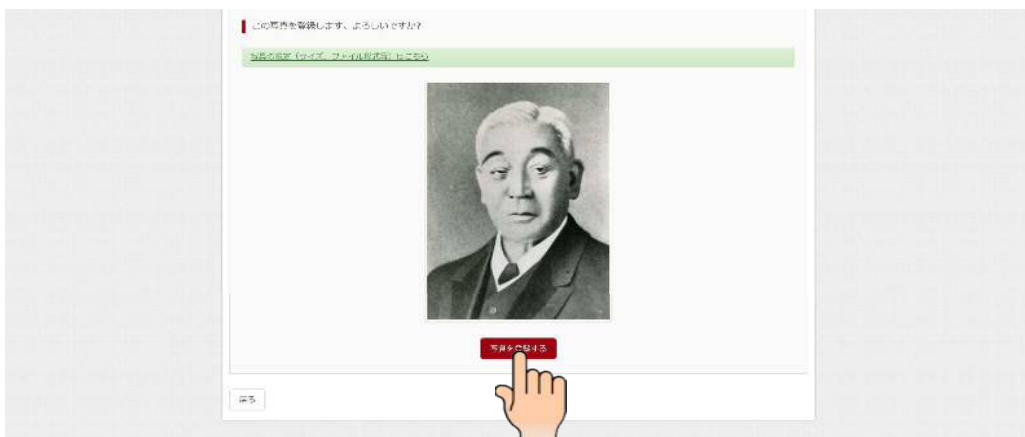 この写真を登録します、よろしいですか?
写真の規定（サイズ、ファイル形式等）はこちら
写真を登録する
戻る